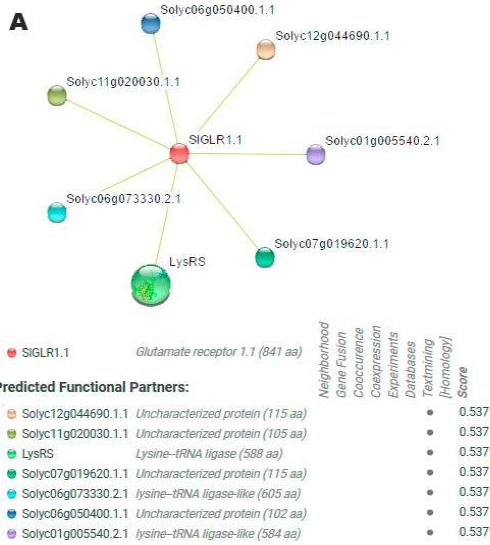 A
Solyc06g050400.1.1
Solyc12g044690.1.1
Solyc11g020030.1.1
SlGLR1.1
Solyc01g005540.2.1
Solyc06g073330.2.1
Solyc07g019620.1.1
LysRS
Neighborhood
Gene Fusion
Cooccurence
Coexpression
Experiments
Databases
Textmining
[Homology]
Score
SlGLR1.1 Glutamate receptor 1.1 (841 aa)
Predicted Functional Partners:
Solyc12g044690.1.1 Uncharacterized protein (115 aa) 0.537
Solyc11g020030.1.1 Uncharacterized protein (105 aa) 0.537
LysRS Lysine–tRNA ligase (588 aa) 0.537
Solyc07g019620.1.1 Uncharacterized protein (115 aa) 0.537
Solyc06g073330.2.1 lysine–tRNA ligase-like (605 aa) 0.537
Solyc06g050400.1.1 Uncharacterized protein (102 aa) 0.537
Solyc01g005540.2.1 lysine–tRNA ligase-like (584 aa) 0.537